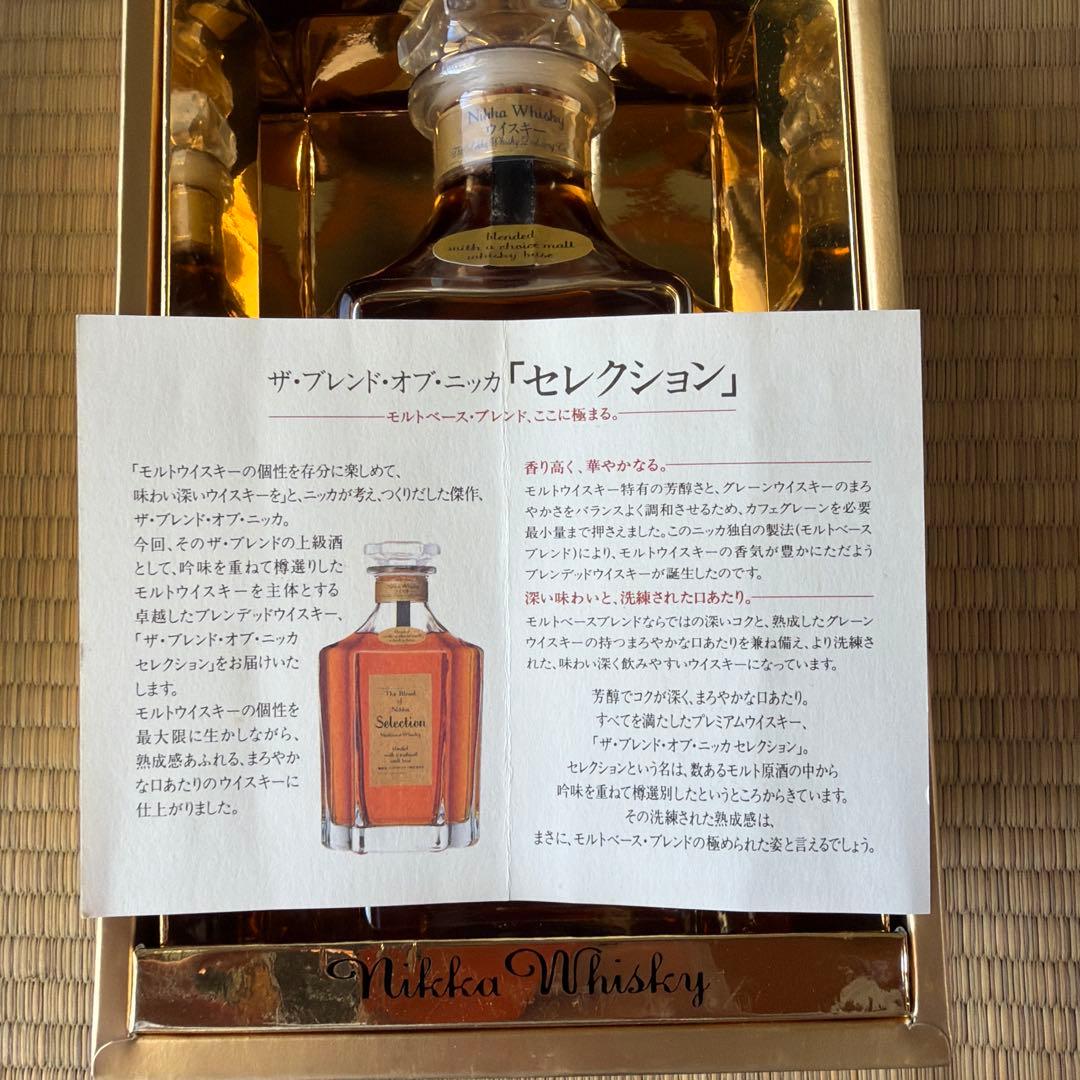 Nikka Whisky
ウイスキー
blended
with a choice malt
whisky base
ザ・ブレンド・オブ・ニッカ「セレクション」
モルトベース・ブレンド、ここに極まる。
「モルトウイスキーの個性を存分に楽しめて、
味わい深いウイスキーを」と、ニッカが考え、つくりだした傑作、
ザ・ブレンド・オブ・ニッカ。
今回、そのザ・ブレンドの上級酒
として、吟味を重ねて樽選りした
モルトウイスキーを主体とする
卓越したブレンデッドウイスキー、
「ザ・ブレンド・オブ・ニッカ
セレクション」をお届けいた
します。
モルトウイスキーの個性を
最大限に生かしながら、
熟成感あふれる、まろやか
な口あたりのウイスキーに
仕上がりました。
Nikka Whisky
blended
The Blend
of
Nikka
Selection
blended
香り高く、華やかなる。
モルトウイスキー特有の芳醇さと、グレーンウイスキーのまろ
やかさをバランスよく調和させるため、カフェグレーンを必要
最小量まで押さえました。このニッカ独自の製法（モルトベース
ブレンド）により、モルトウイスキーの香気が豊かにただよう
ブレンデッドウイスキーが誕生したのです。
深い味わいと、洗練された口あたり。
モルトベースブレンドならではの深いコクと、熟成したグレーン
ウイスキーの持つまろやかな口あたりを兼ね備え、より洗練さ
れた、味わい深く飲みやすいウイスキーになっています。
芳醇でコクが深く、まろやかな口あたり。
すべてを満たしたプレミアムウイスキー、
「ザ・ブレンド・オブ・ニッカ セレクション」。
セレクションという名は、数あるモルト原酒の中から
吟味を重ねて樽選別したというところからきています。
その洗練された熟成感は、
まさに、モルトベース・ブレンドの極められた姿と言えるでしょう。
Nikka Whisky